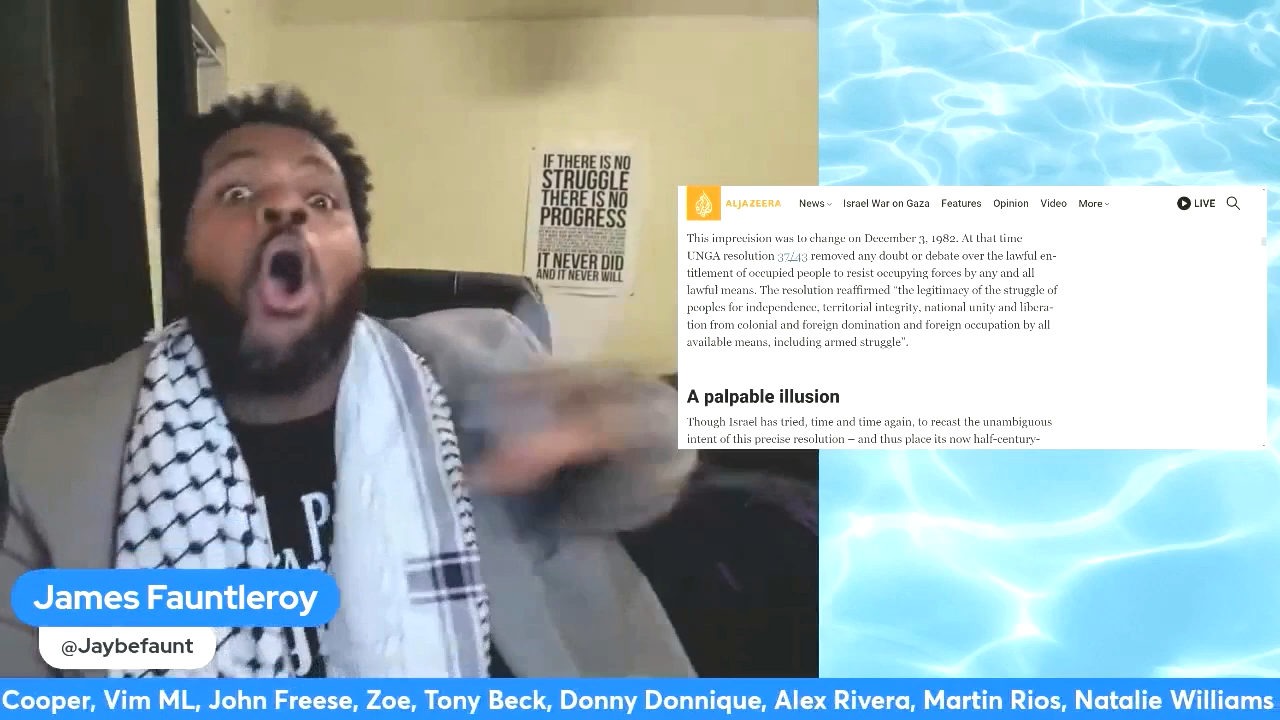 IF THERE IS NO
STRUGGLE
THERE IS NO
PROGRESS
IT NEVER DID
AND IT NEVER WILL
ALJAZEERA
News Israel War on Gaza Features Opinion Video More LIVE
This imprecision was to change on December 3, 1982. At that time
UNGA resolution 37/43 removed any doubt or debate over the lawful en-
titlement of occupied people to resist occupying forces by any and all
lawful means. The resolution reaffirmed “the legitimacy of the struggle of
peoples for independence, territorial integrity, national unity and libera-
tion from colonial and foreign domination and foreign occupation by all
available means, including armed struggle”.
A palpable illusion
Though Israel has tried, time and time again, to recast the unambiguous
intent of this precise resolution – and thus place its now half-century-
James Fauntleroy
@Jaybefaunt
Cooper, Vim ML, John Freese, Zoe, Tony Beck, Donny Donnique, Alex Rivera, Martin Rios, Natalie Williams